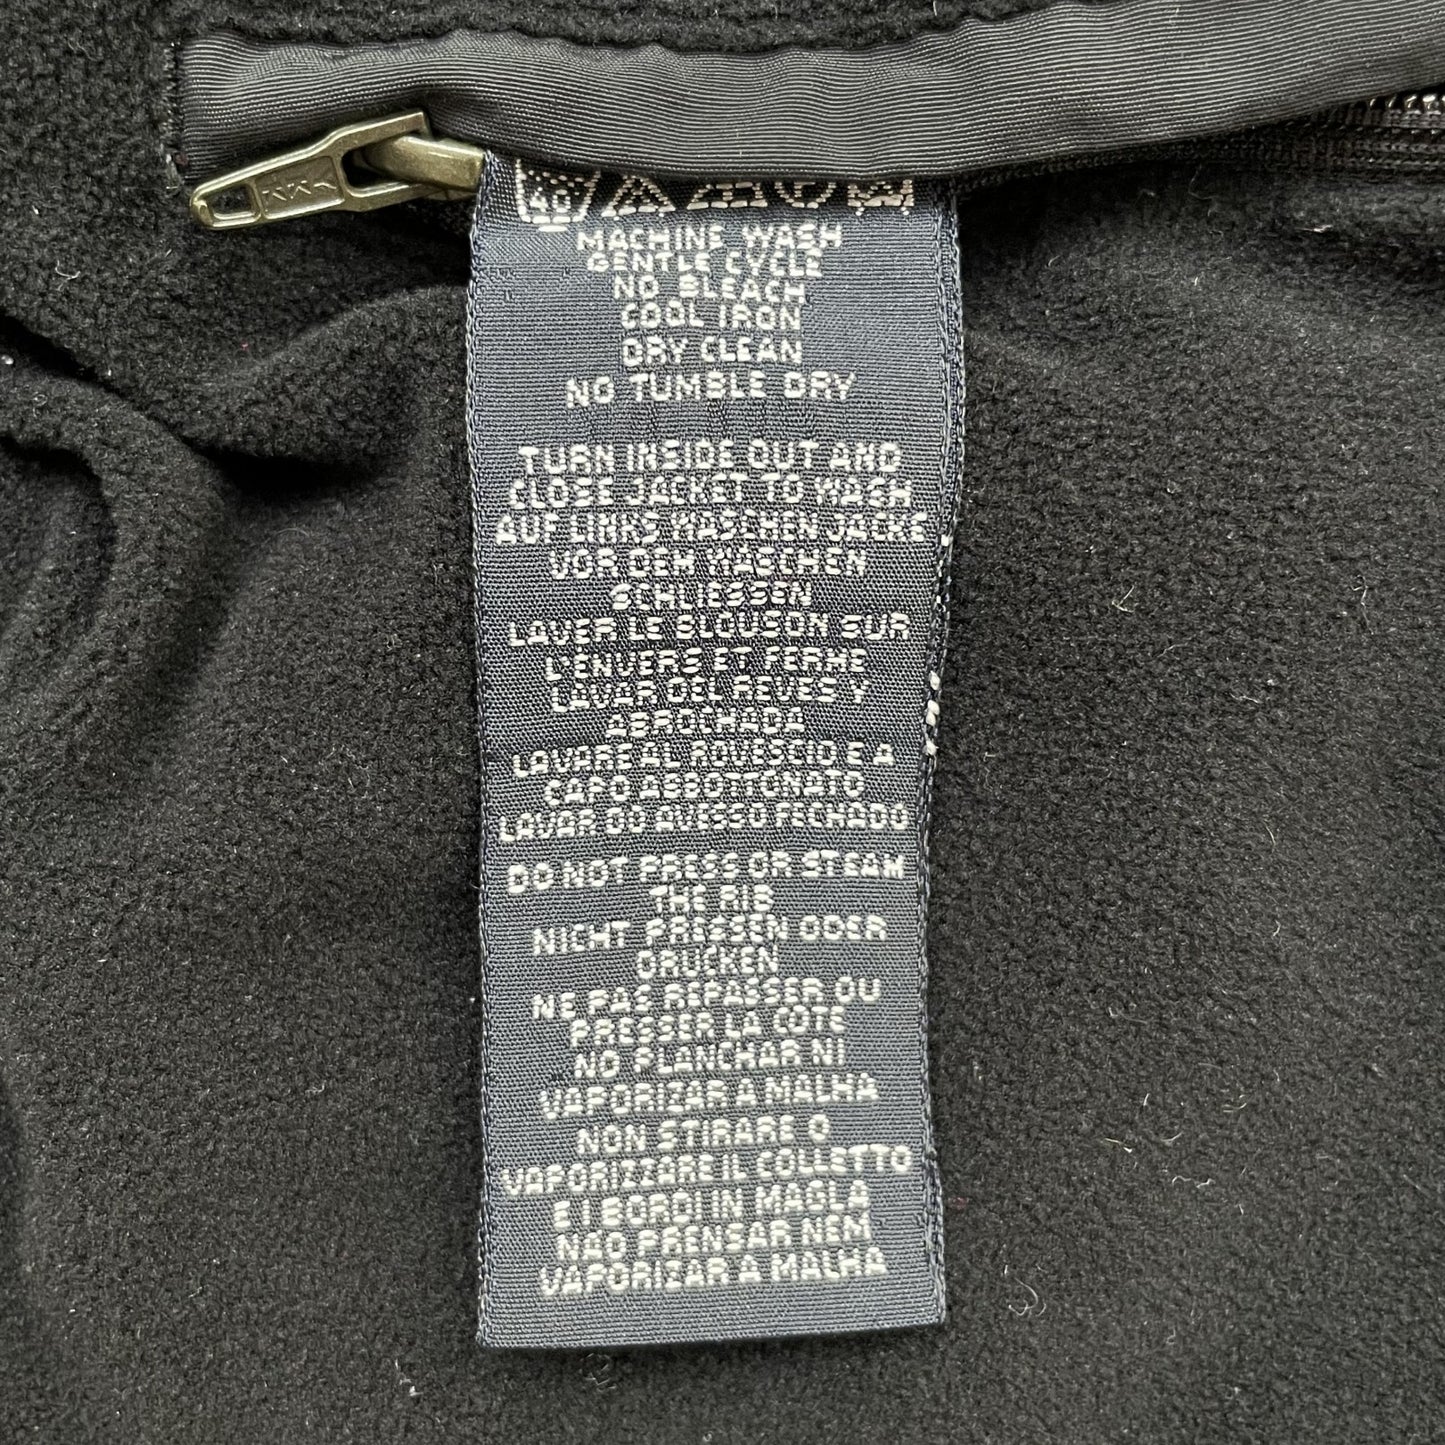 YKK
MACHINE WASH
GENTLE CYCLE
NO BLEACH
COOL IRON
DRY CLEAN
NO TUMBLE DRY
TURN INSIDE OUT AND
CLOSE JACKET TO WASH
AUF LINKS WASCHEN JACKE
VOR DEM WASCHEN
SCHLIESSEN
LAVER LE BLOUSON SUR
L'ENVERS ET FERME
LAVAR DEL REVES Y
ABROCHADA
LAVARE AL ROVESCIO E A
CAPO ABBOTTONATO
LAVAR DO AVESSO FECHADO
DO NOT PRESS OR STEAM
THE RIB
NICHT PRESSEN ODER
DRUCKEN
NE PAS REPASSER OU
PRESSER LA COTE
NO PLANCHAR NI
VAPORIZAR A MALHA
NON STIRARE O
VAPORIZZARE IL COLLETTO
E I BORDI IN MAGLA
NAO PRENSAR NEM
VAPORIZAR A MALHA